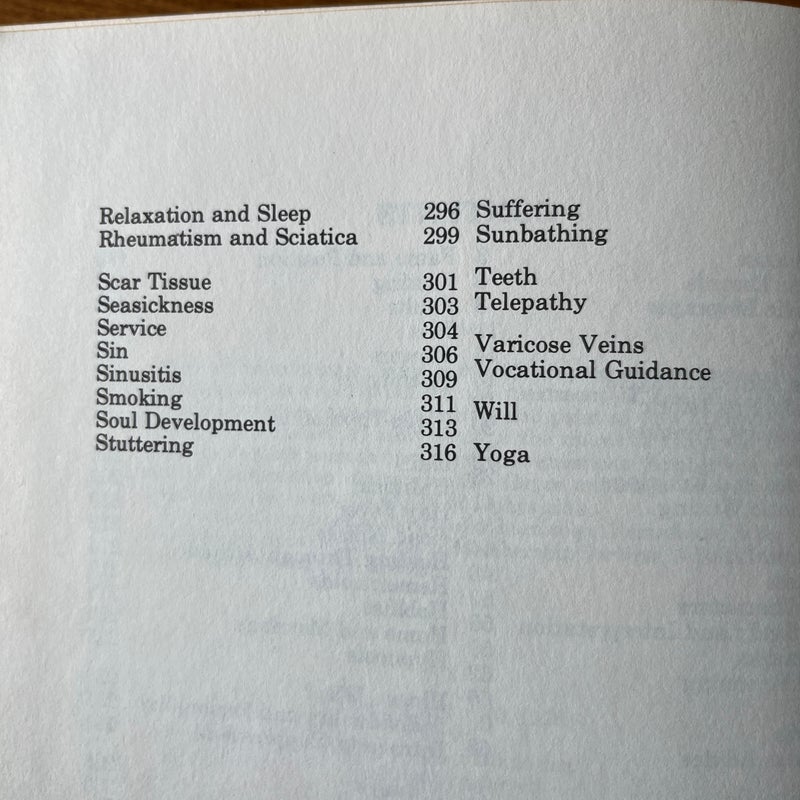 Relaxation and Sleep 296
Rheumatism and Sciatica 299
Scar Tissue 301
Seasickness 303
Service 304
Sin 306
Sinusitis 309
Smoking 311
Soul Development 313
Stuttering 316
Suffering
Sunbathing
Teeth
Telepathy
Varicose Veins
Vocational Guidance
Will
Yoga